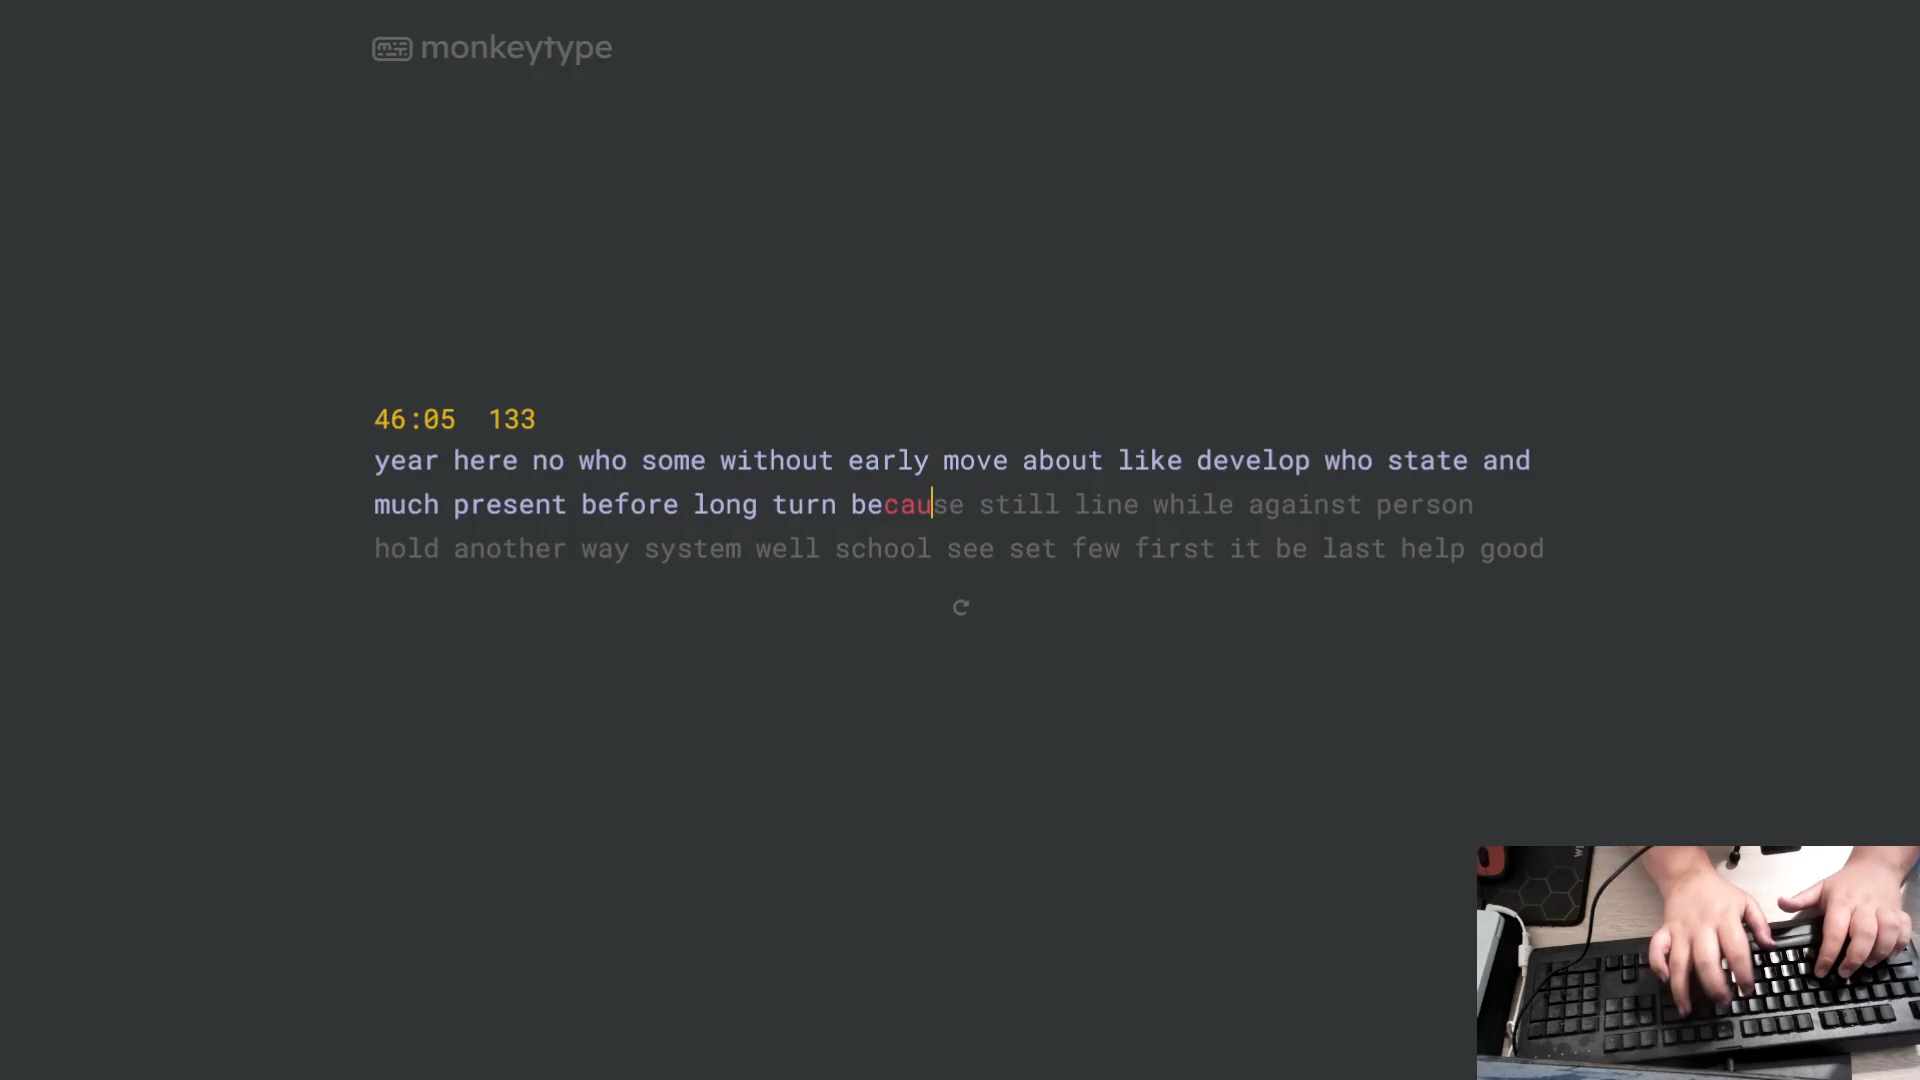 monkeytype
46:05 133
year here no who some without early move about like develop who state and
much present before long turn because still line while against person
hold another way system well school see set few first it be last help good